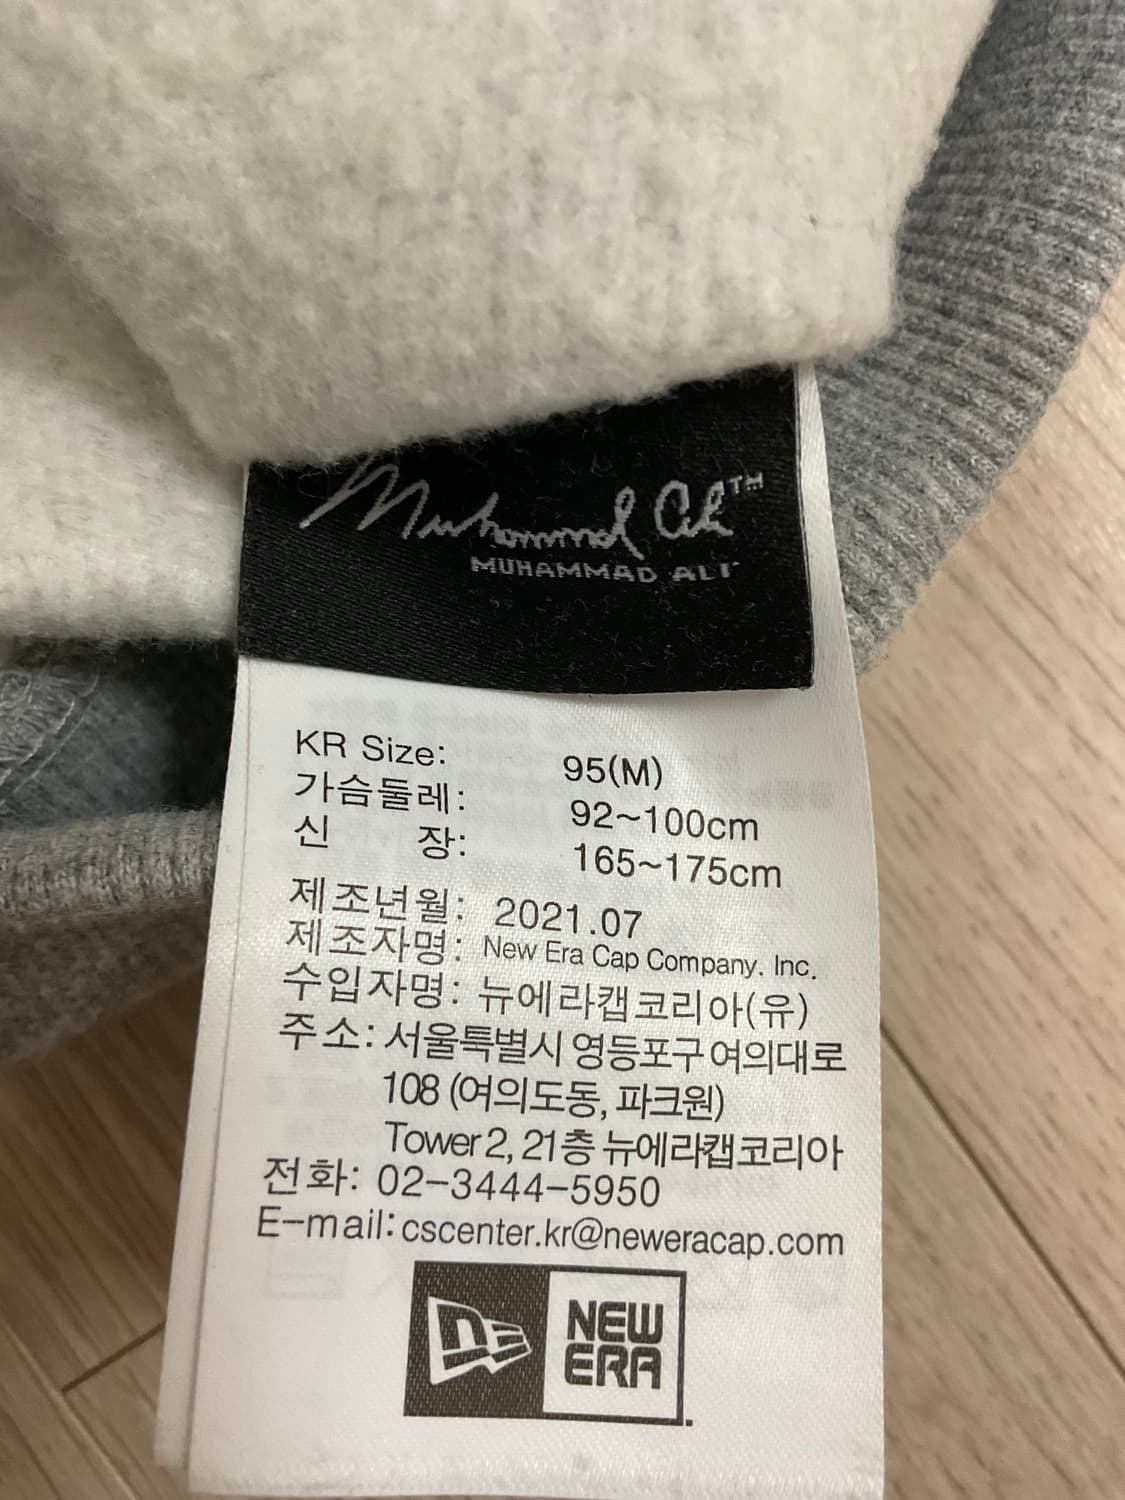 Muhammad Ali™
MUHAMMAD ALI
KR Size: 95(M)
가슴둘레: 92~100cm
신 장: 165~175cm
제조년월: 2021.07
제조자명: New Era Cap Company. Inc.
수입자명: 뉴에라캡코리아(유)
주소: 서울특별시 영등포구 여의대로
108 (여의도동, 파크원)
Tower 2, 21층 뉴에라캡코리아
전화: 02-3444-5950
E-mail: cscenter.kr@neweracap.com
NEW
ERA